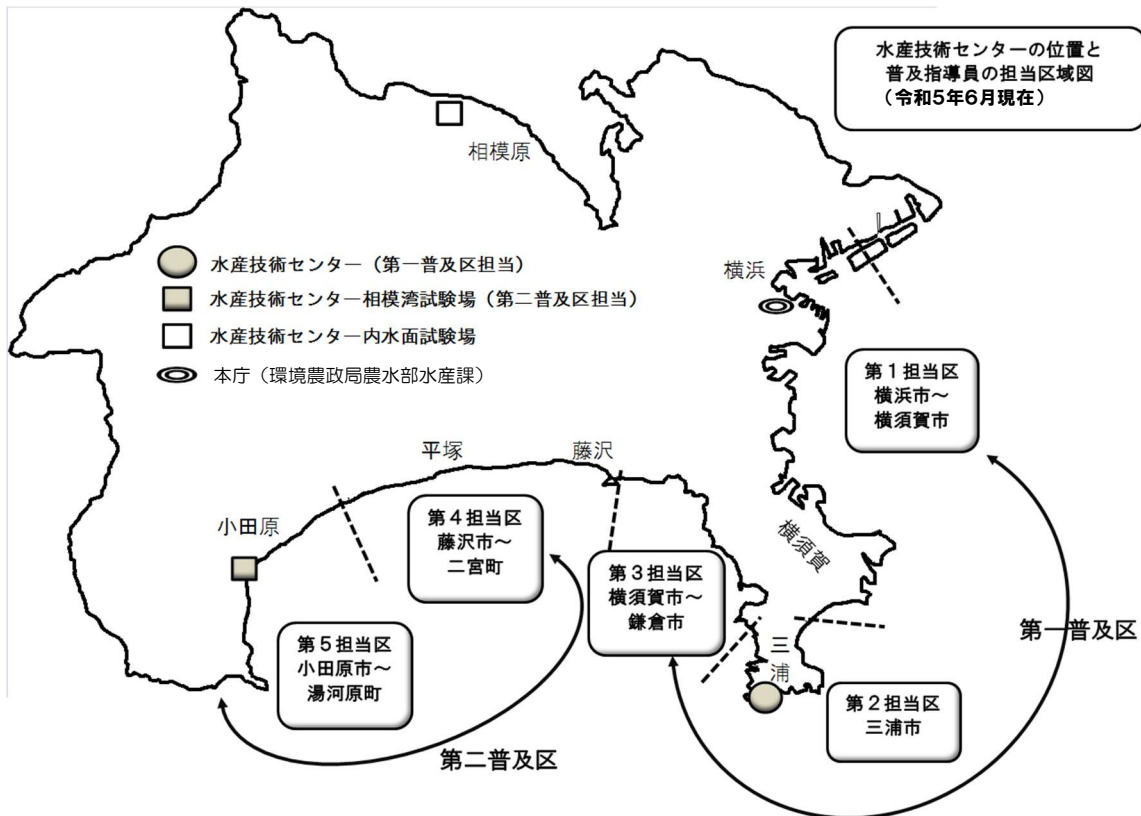 水産技術センターの位置と
普及指導員の担当区域図
(令和5年6月現在)
相模原
水産技術センター(第一普及区担当)
水産技術センター相模湾試験場(第二普及区担当)
水産技術センター内水面試験場
本庁(環境農政局農水部水産課)
横浜
第1担当区
横浜市~
横須賀市
平塚
藤沢
小田原
第4担当区
藤沢市~
二宮町
横須賀
第3担当区
横須賀市~
鎌倉市
第5担当区
小田原市~
湯河原町
三
浦
第一普及区
第2担当区
三浦市
第二普及区